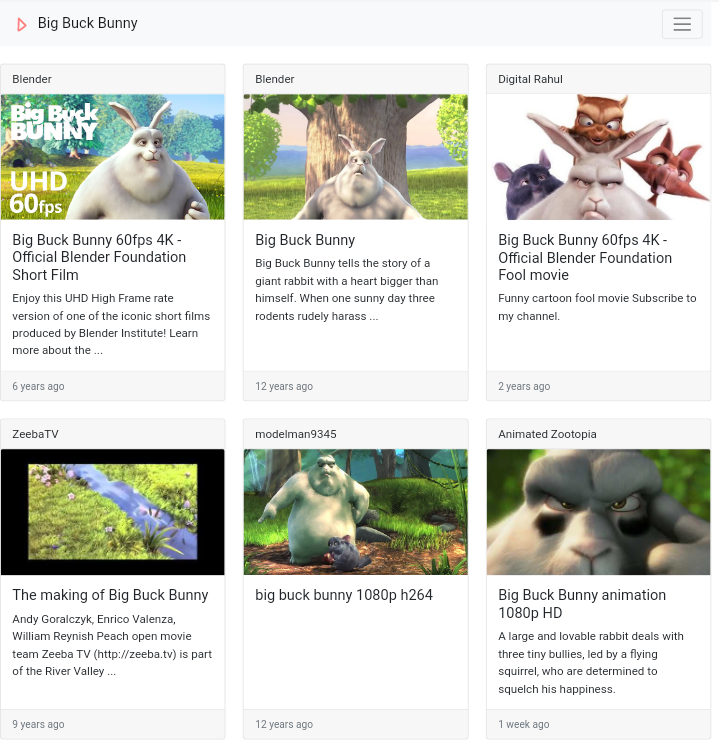 Big Buck Bunny
Blender
Big Buck
BUNNY
UHD
60fps
Big Buck Bunny 60fps 4K -
Official Blender Foundation
Short Film
Enjoy this UHD High Frame rate
version of one of the iconic short films
produced by Blender Institute! Learn
more about the ...
6 years ago
Blender
Big Buck Bunny
Big Buck Bunny tells the story of a
giant rabbit with a heart bigger than
himself. When one sunny day three
rodents rudely harass ...
12 years ago
Digital Rahul
Big Buck Bunny 60fps 4K -
Official Blender Foundation
Fool movie
Funny cartoon fool movie Subscribe to
my channel.
2 years ago
ZeebaTV
The making of Big Buck Bunny
Andy Goralczyk, Enrico Valenza,
William Reynish Peach open movie
team Zeeba TV (http://zeeba.tv) is part
of the River Valley ...
9 years ago
modelman9345
big buck bunny 1080p h264
12 years ago
Animated Zootopia
Big Buck Bunny animation
1080p HD
A large and lovable rabbit deals with
three tiny bullies, led by a flying
squirrel, who are determined to
squelch his happiness.
1 week ago